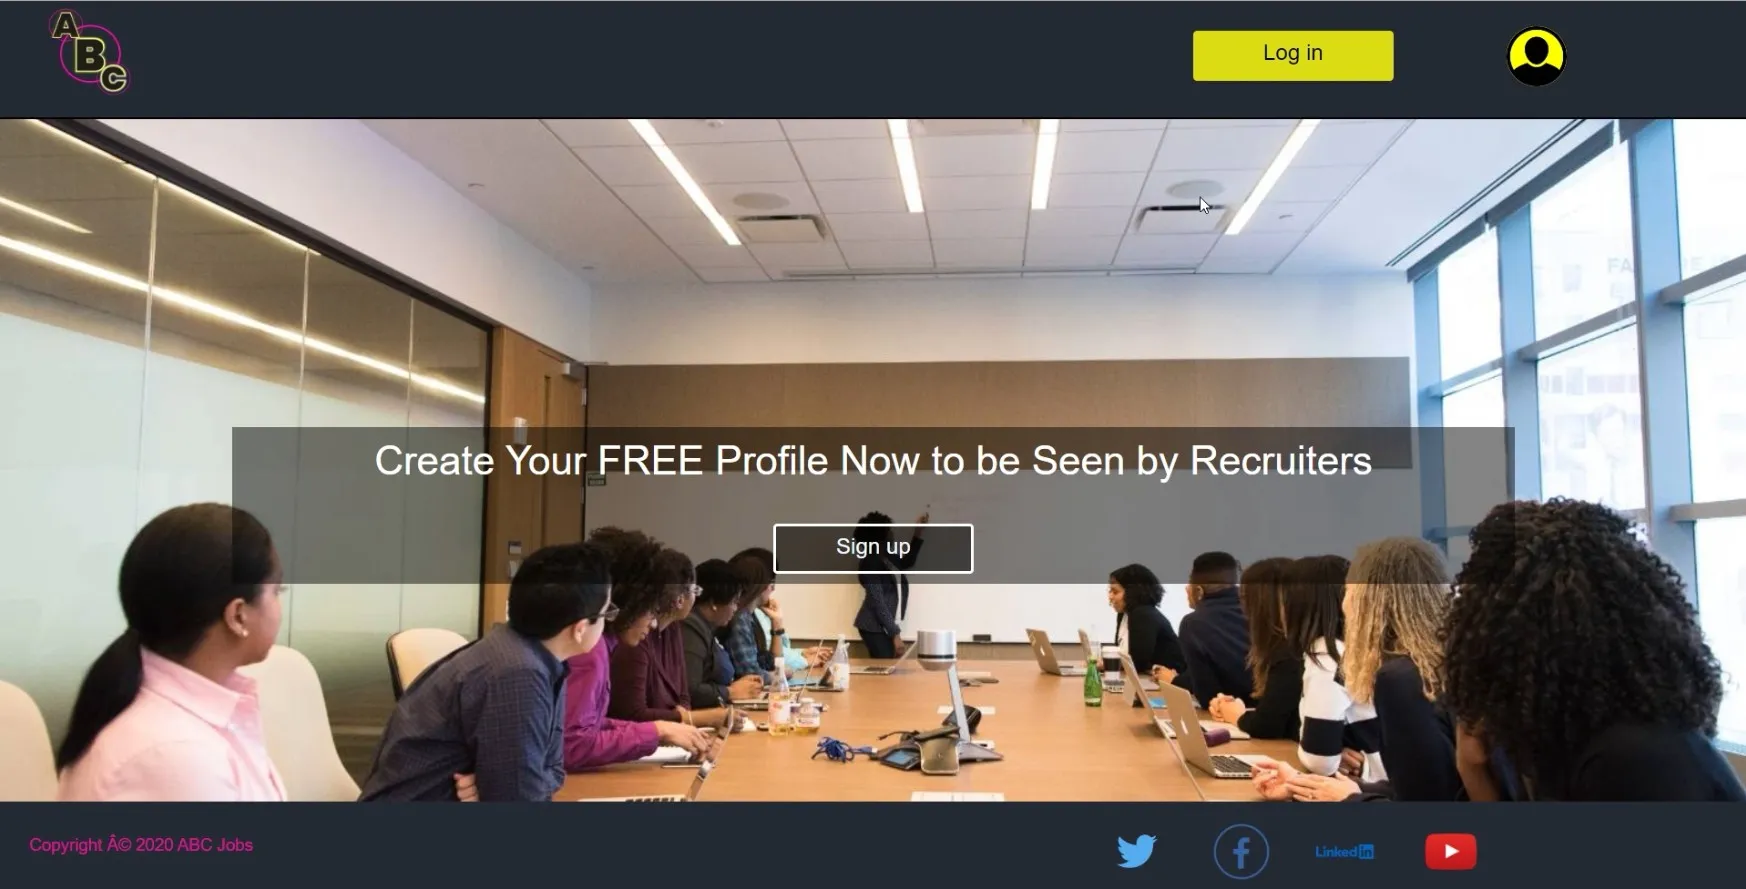 ABC
Log in
Create Your FREE Profile Now to be Seen by Recruiters
Sign up
Copyright Â© 2020 ABC Jobs
Linked in